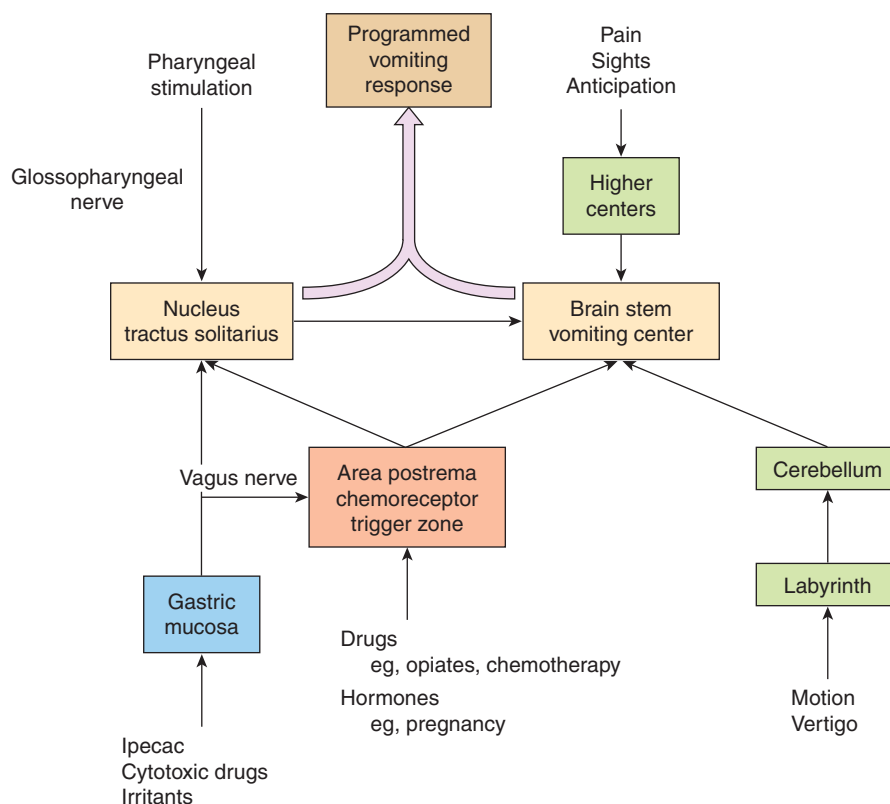 Programmed
vomiting
response
Pharyngeal
stimulation
Pain
Sights
Anticipation
Glossopharyngeal
nerve
Higher
centers
Nucleus
tractus solitarius
Brain stem
vomiting center
Vagus nerve
Area postrema
chemoreceptor
trigger zone
Cerebellum
Gastric
mucosa
Labyrinth
Drugs
eg, opiates, chemotherapy
Hormones
eg, pregnancy
Motion
Vertigo
Ipecac
Cytotoxic drugs
Irritants